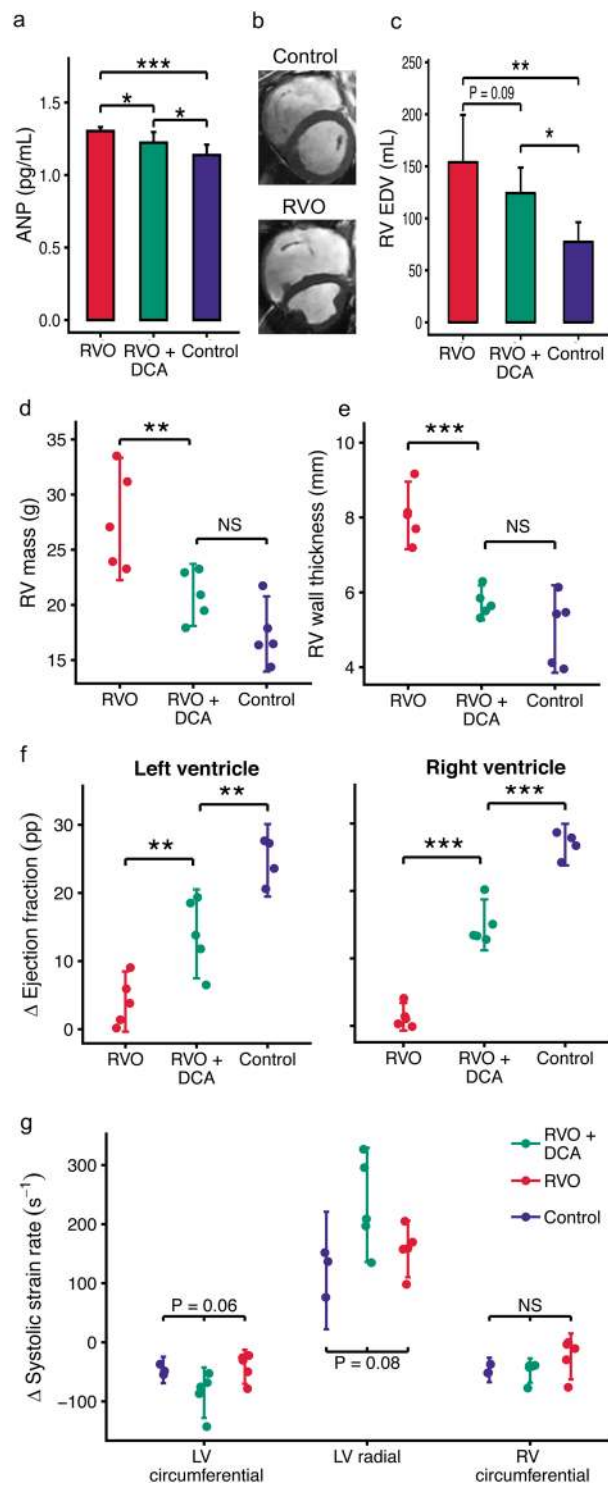 a
b
c
***
*
*
ANP (pg/mL)
1.5
1.0
0.5
0.0
RVO
RVO +
DCA
Control
Control
RVO
RV EDV
(mL)
250
200
150
100
50
0
**
P = 0.09
*
RVO
RVO +
DCA
Control
d
RV mass (g)
35
30
25
20
15
**
NS
RVO
RVO +
DCA
Control
e
RV wall thickness (mm)
10
8
6
4
***
NS
RVO
RVO +
DCA
Control
f
Left ventricle
Δ Ejection fraction (pp)
30
20
10
0
**
**
RVO
RVO +
DCA
Control
Right ventricle
***
***
RVO
RVO +
DCA
Control
g
Δ Systolic strain rate (s⁻¹)
300
200
100
0
−100
RVO +
DCA
RVO
Control
P = 0.06
P = 0.08
NS
LV
circumferential
LV radial
RV
circumferential